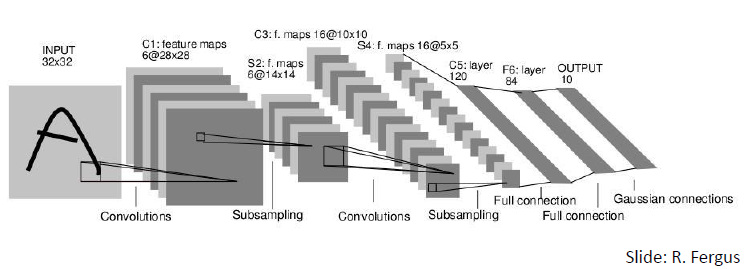 INPUT
32x32
C1: feature maps
6@28x28
S2: f. maps
6@14x14
C3: f. maps 16@10x10
S4: f. maps 16@5x5
C5: layer
120
F6: layer
84
OUTPUT
10
Convolutions
Subsampling
Convolutions
Subsampling
Full connection
Full connection
Gaussian connections
A
Slide: R. Fergus